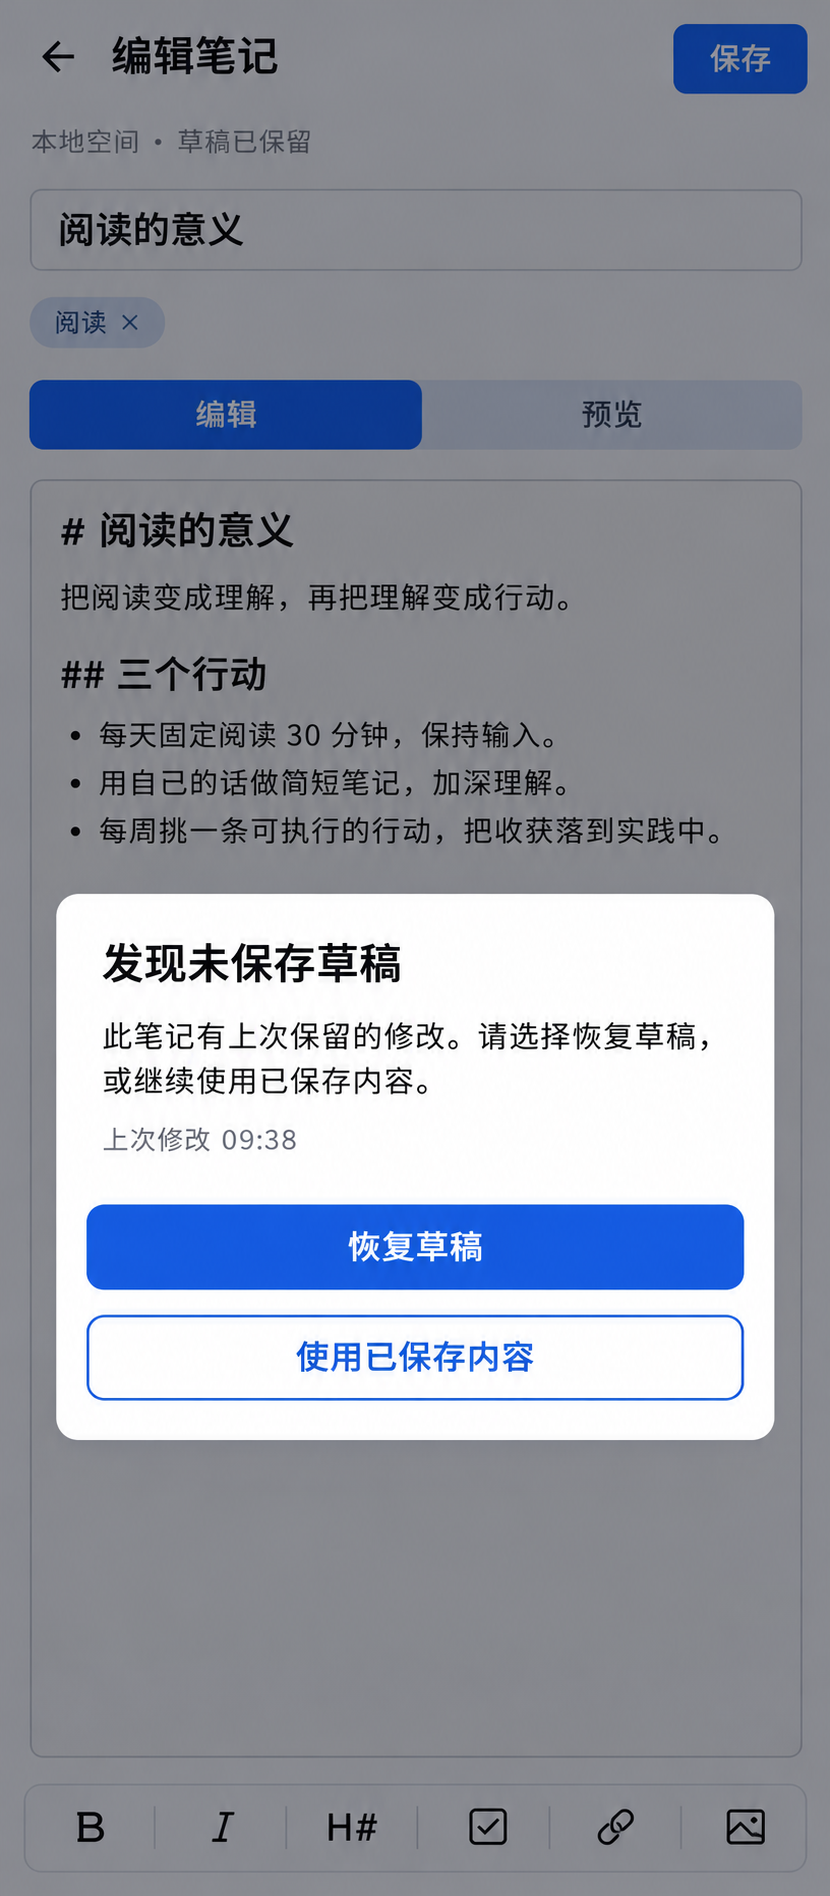 编辑笔记
保存
本地空间 • 草稿已保留
阅读的意义
阅读 ×
编辑
预览
# 阅读的意义
把阅读变成理解，再把理解变成行动。
## 三个行动
• 每天固定阅读 30 分钟，保持输入。
• 用自己的话做简短笔记，加深理解。
• 每周挑一条可执行的行动，把收获落到实践中。
发现未保存草稿
此笔记有上次保留的修改。请选择恢复草稿，
或继续使用已保存内容。
上次修改 09:38
恢复草稿
使用已保存内容
B I H#